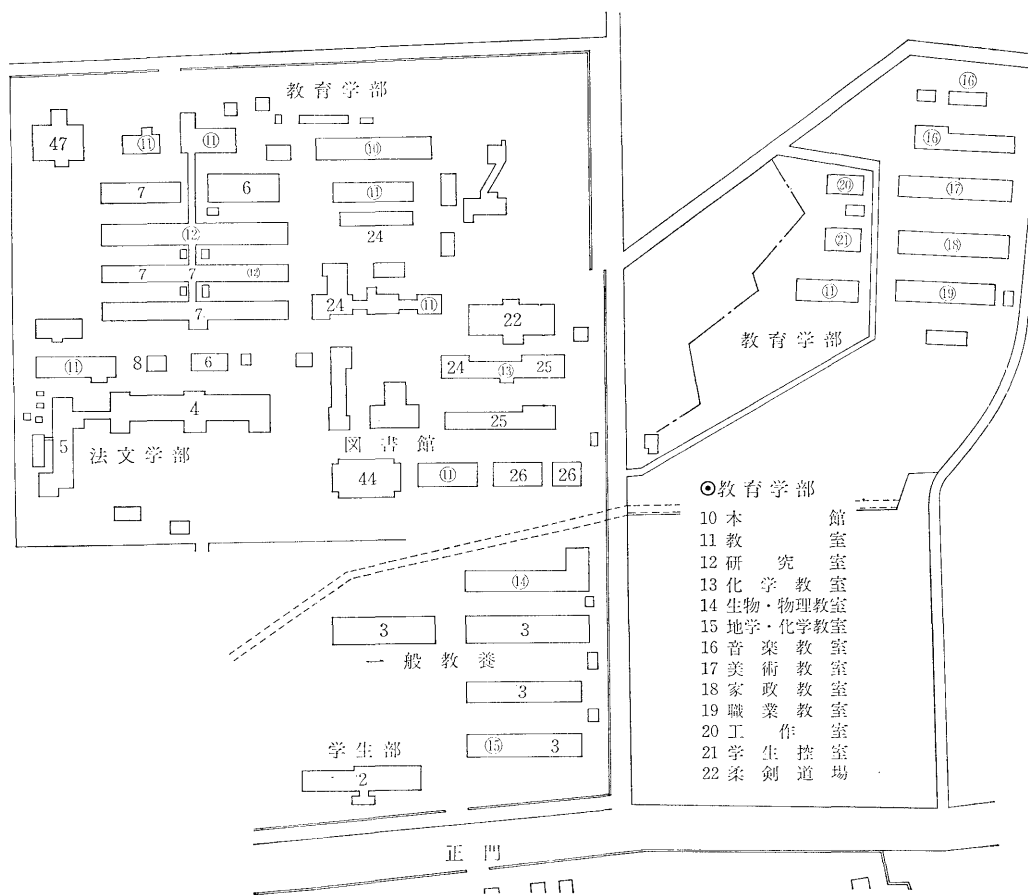 教育学部
⑯
47
⑪
⑪
⑩
⑯
7
6
⑪
⑳
⑰
24
⑫
㉑
⑱
7
7
⑫
24
⑪
⑪
⑲
7
22
教育学部
⑪
8
6
24
⑬
25
4
25
5
法文学部
図書館
44
⑪
26
26
◉教育学部
10 本館
11 教室
12 研究室
13 化学教室
14 生物・物理教室
15 地学・化学教室
16 音楽教室
17 美術教室
18 家政教室
19 職業教室
20 工作室
21 学生控室
22 柔剣道場
⑭
3
3
一般教養
3
⑮
3
学生部
2
正門